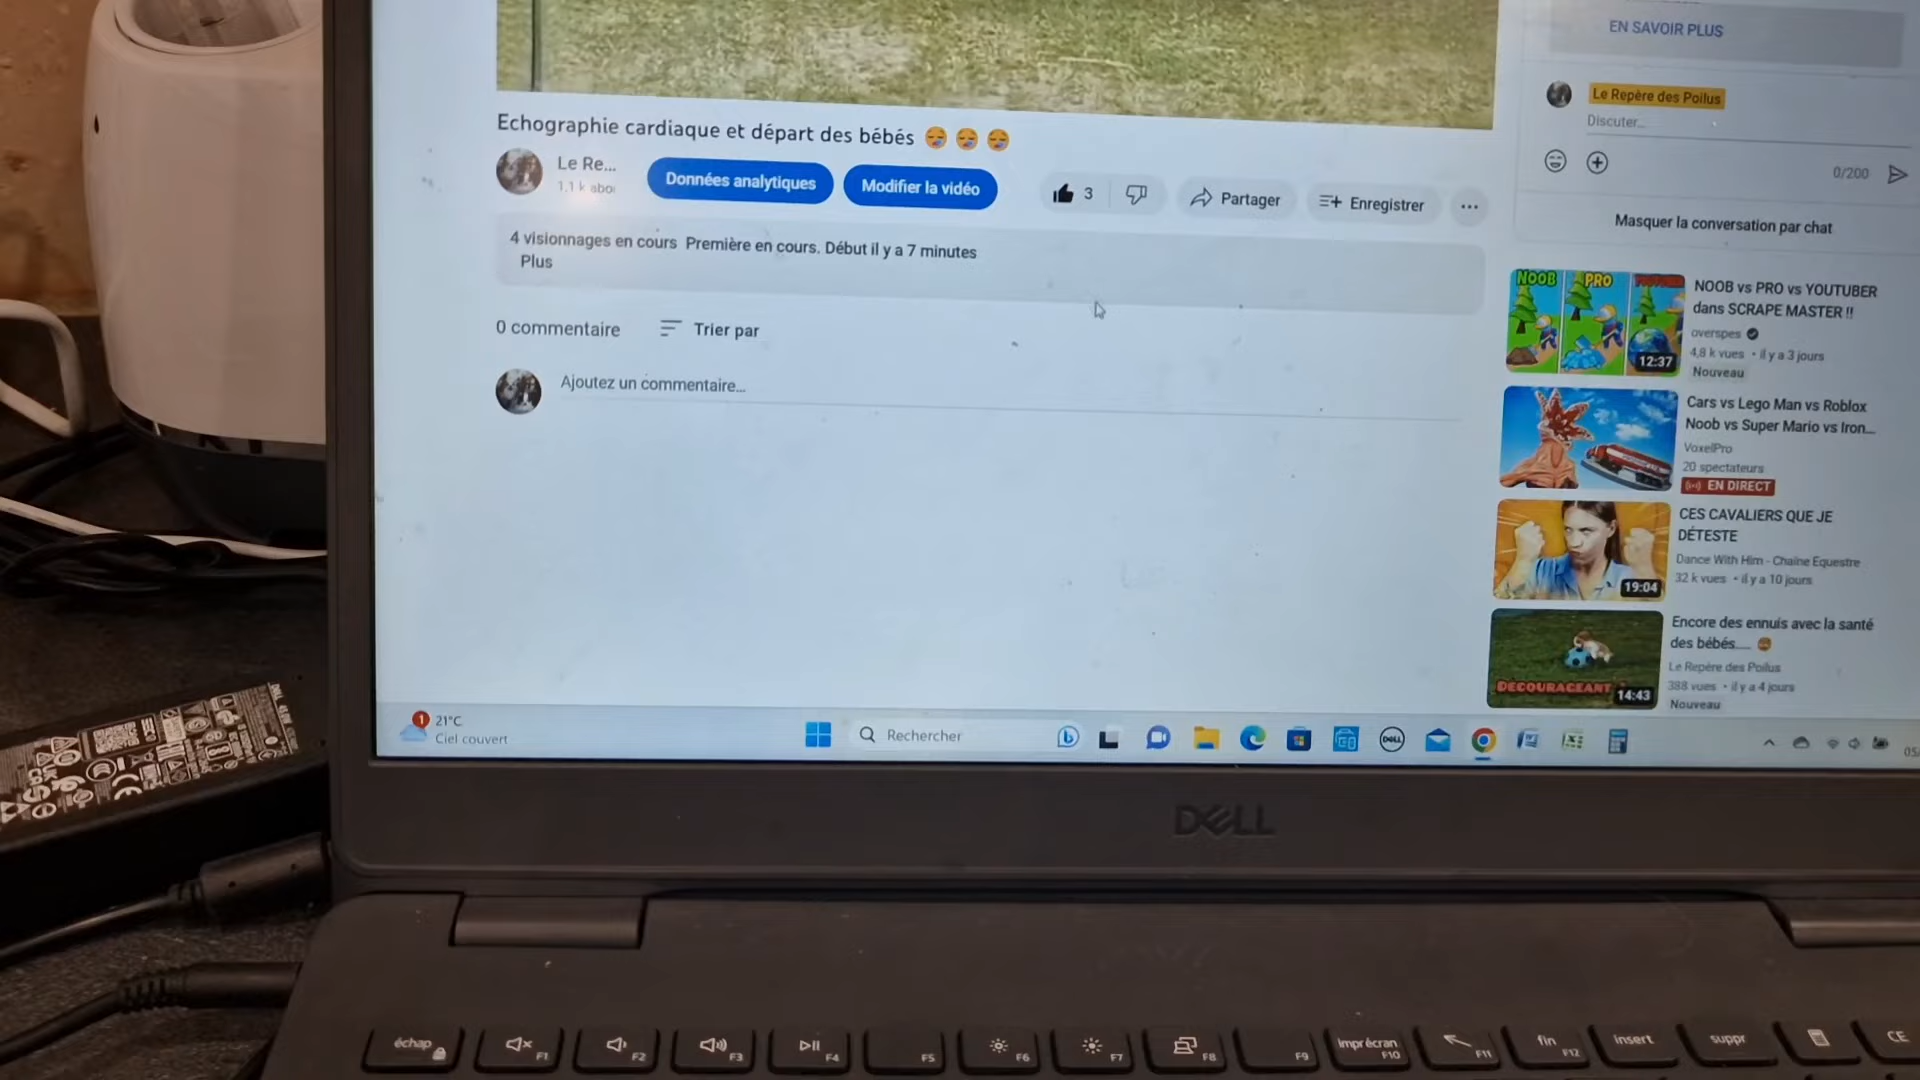 EN SAVOIR PLUS
Le Repère des Poilus
Discuter...
0/200
Masquer la conversation par chat
Echographie cardiaque et départ des bébés 😪 😪 😪
Le Re...
1,1 k abo
Données analytiques
Modifier la vidéo
3
Partager
Enregistrer
4 visionnages en cours Première en cours. Début il y a 7 minutes
Plus
0 commentaire
Trier par
Ajoutez un commentaire...
NOOB PRO
12:37
NOOB vs PRO vs YOUTUBER
dans SCRAPE MASTER !!
overspes
4,8 k vues • il y a 3 jours
Nouveau
Cars vs Lego Man vs Roblox
Noob vs Super Mario vs Iron...
VoxelPro
20 spectateurs
EN DIRECT
19:04
CES CAVALIERS QUE JE
DÉTESTE
Dance With Him - Chaîne Equestre
32 k vues • il y a 10 jours
DECOURAGEANT
14:43
Encore des ennuis avec la santé
des bébés....
Le Repère des Poilus
388 vues • il y a 4 jours
Nouveau
1
21°C
Ciel couvert
Rechercher
DELL
05
DELL
échap
F1
F2
F3
F4
F5
F6
F7
F8
F9
impr écran
F10
F11
fin
F12
insert
suppr
CE